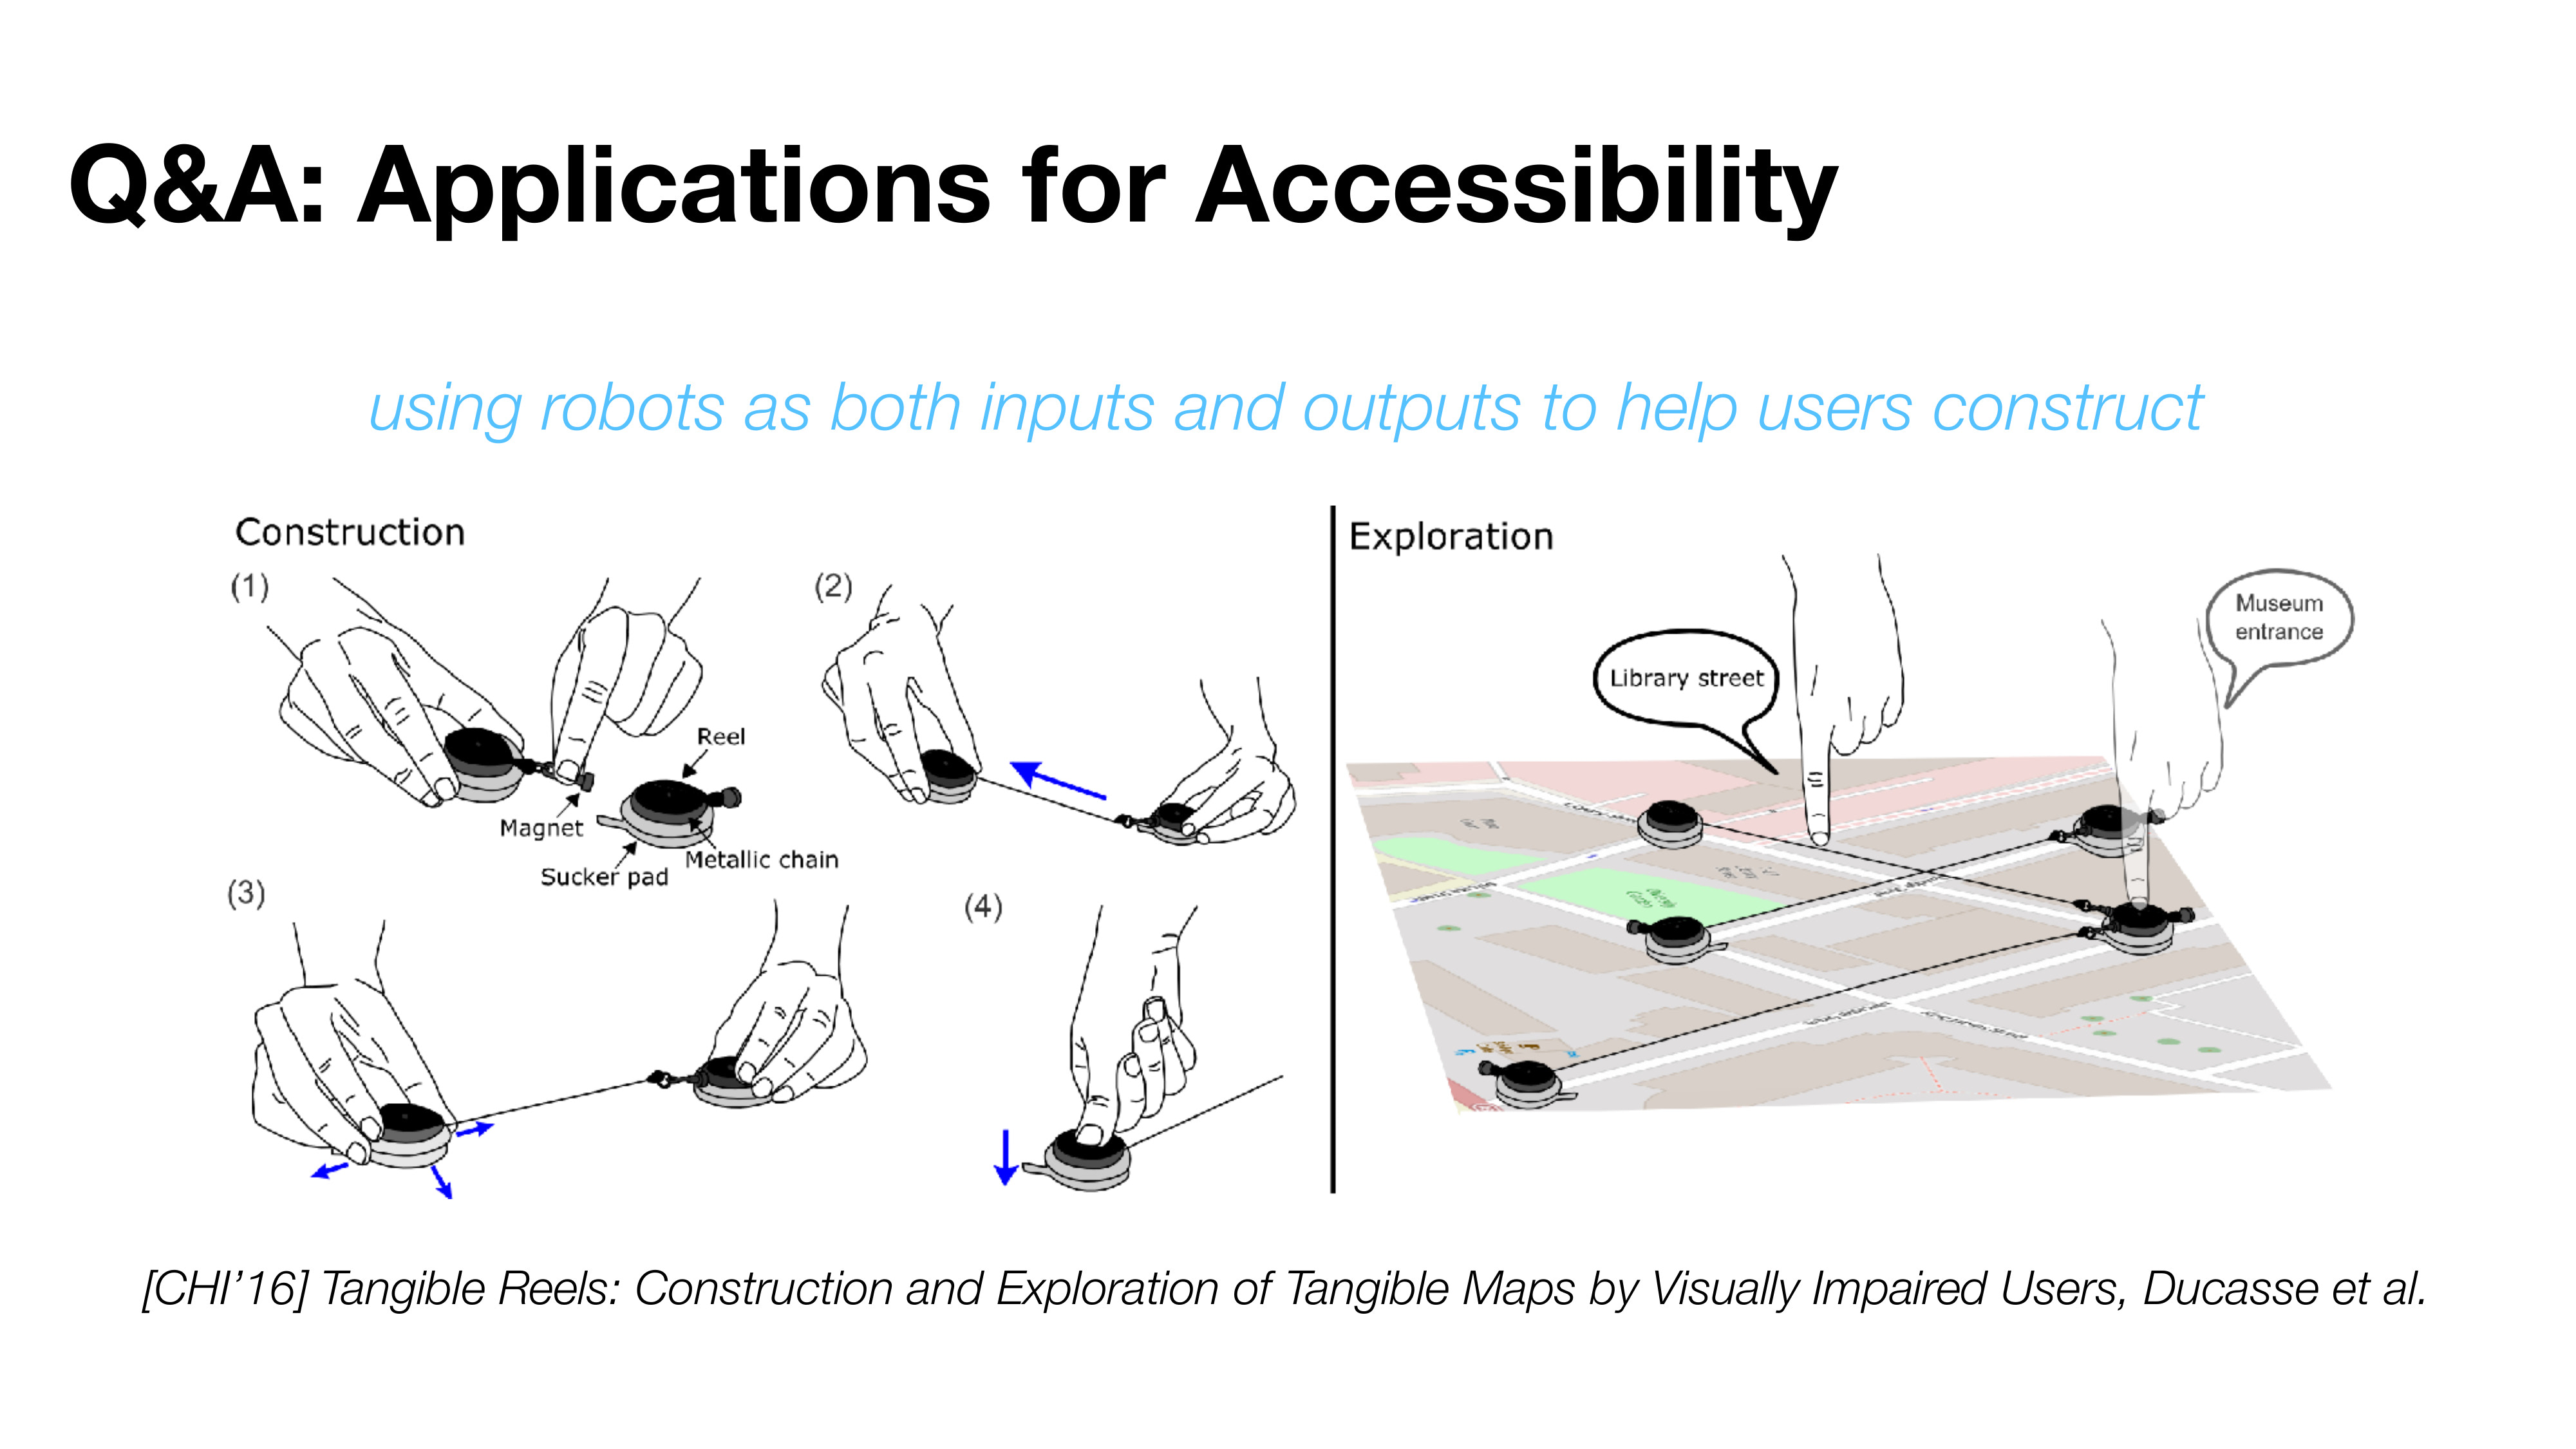 Q&A: Applications for Accessibility
using robots as both inputs and outputs to help users construct
Construction
(1)
(2)
Reel
Magnet
Metallic chain
Sucker pad
(3)
(4)
Exploration
Museum
entrance
Library street
[CHI’16] Tangible Reels: Construction and Exploration of Tangible Maps by Visually Impaired Users, Ducasse et al.